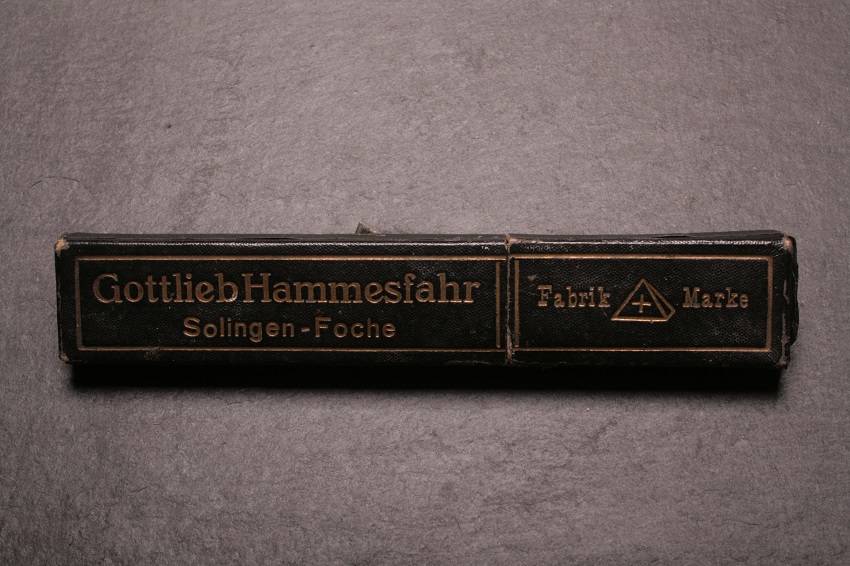 Gottlieb Hammesfahr
Solingen-Foche
Fabrik Marke